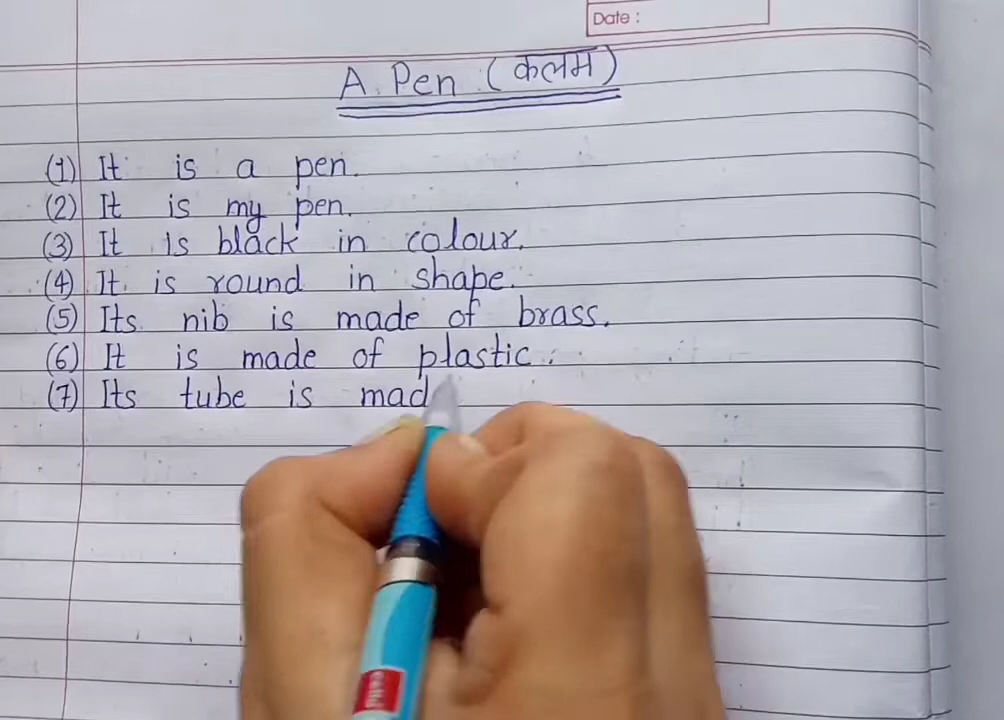 Date :
A Pen (कलम)
(1) It is a pen.
(2) It is my pen.
(3) It is black in colour.
(4) It is round in shape.
(5) Its nib is made of brass.
(6) It is made of plastic.
(7) Its tube is mad
cello